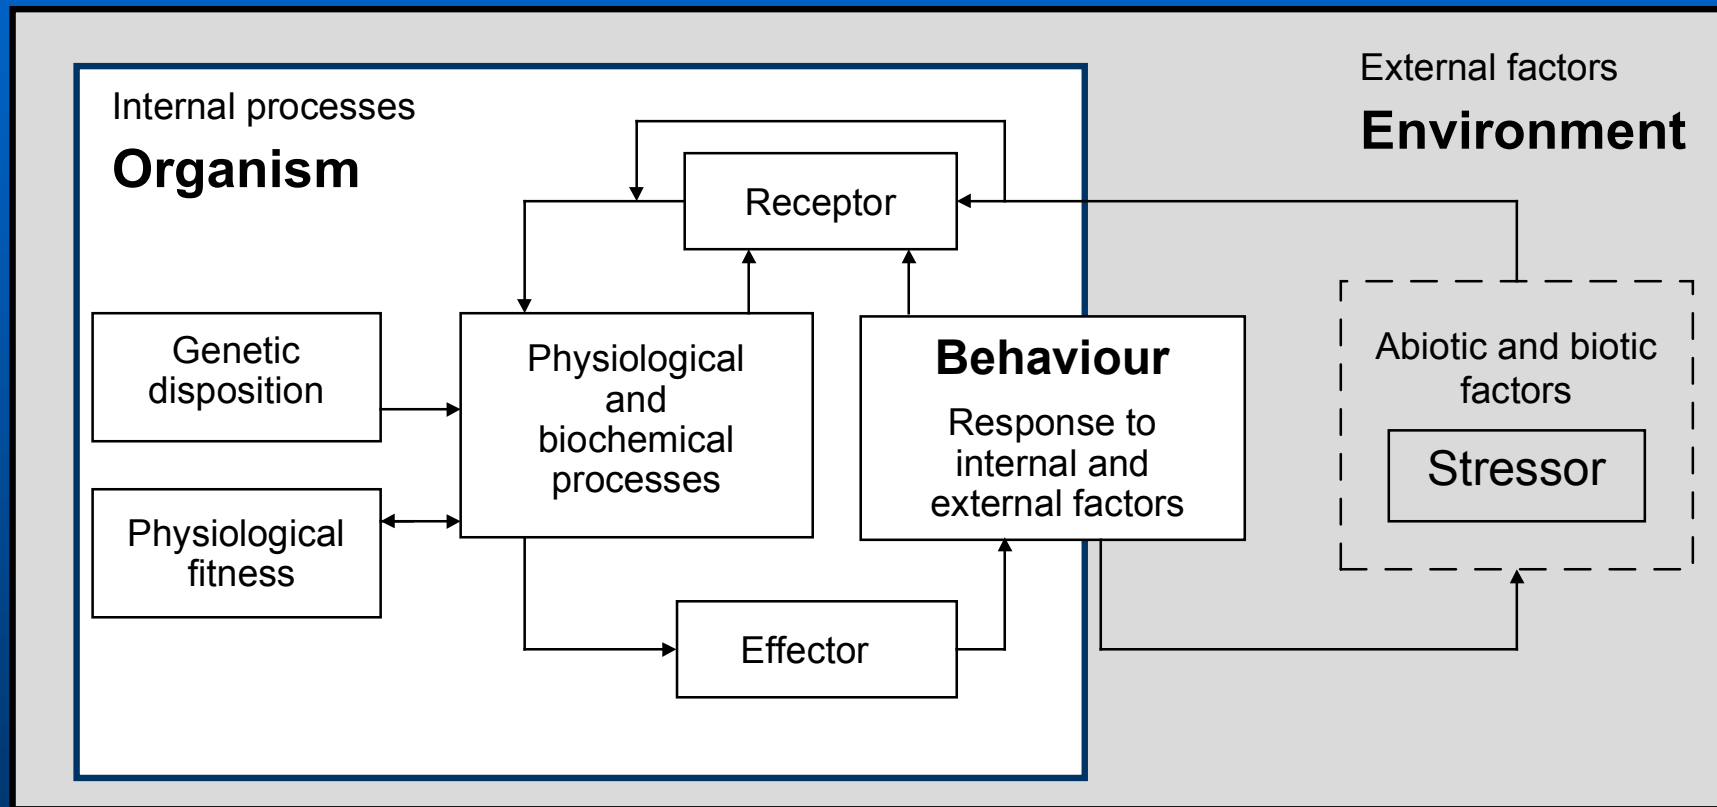 Internal processes
Organism
External factors
Environment
Receptor
Genetic
disposition
Physiological
and
biochemical
processes
Behaviour
Response to
internal and
external factors
Abiotic and biotic
factors
Stressor
Physiological
fitness
Effector